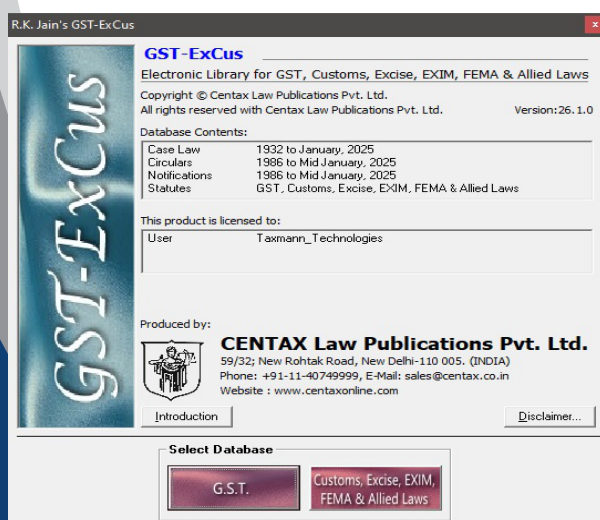 R.K. Jain's GST-ExCus
x
GST-ExCus
GST-ExCus
Electronic Library for GST, Customs, Excise, EXIM, FEMA & Allied Laws
Copyright © Centax Law Publications Pvt. Ltd.
All rights reserved with Centax Law Publications Pvt. Ltd. Version:26.1.0
Database Contents:
Case Law 1932 to January, 2025
Circulars 1986 to Mid January, 2025
Notifications 1986 to Mid January, 2025
Statutes GST, Customs, Excise, EXIM, FEMA & Allied Laws
This product is licensed to:
User Taxmann_Technologies
Produced by:
CENTAX Law Publications Pvt. Ltd.
59/32; New Rohtak Road, New Delhi-110 005. (INDIA)
Phone: +91-11-40749999, E-Mail: sales@centax.co.in
Website : www.centaxonline.com
Introduction Disclaimer...
Select Database
G.S.T. Customs, Excise, EXIM,
FEMA & Allied Laws